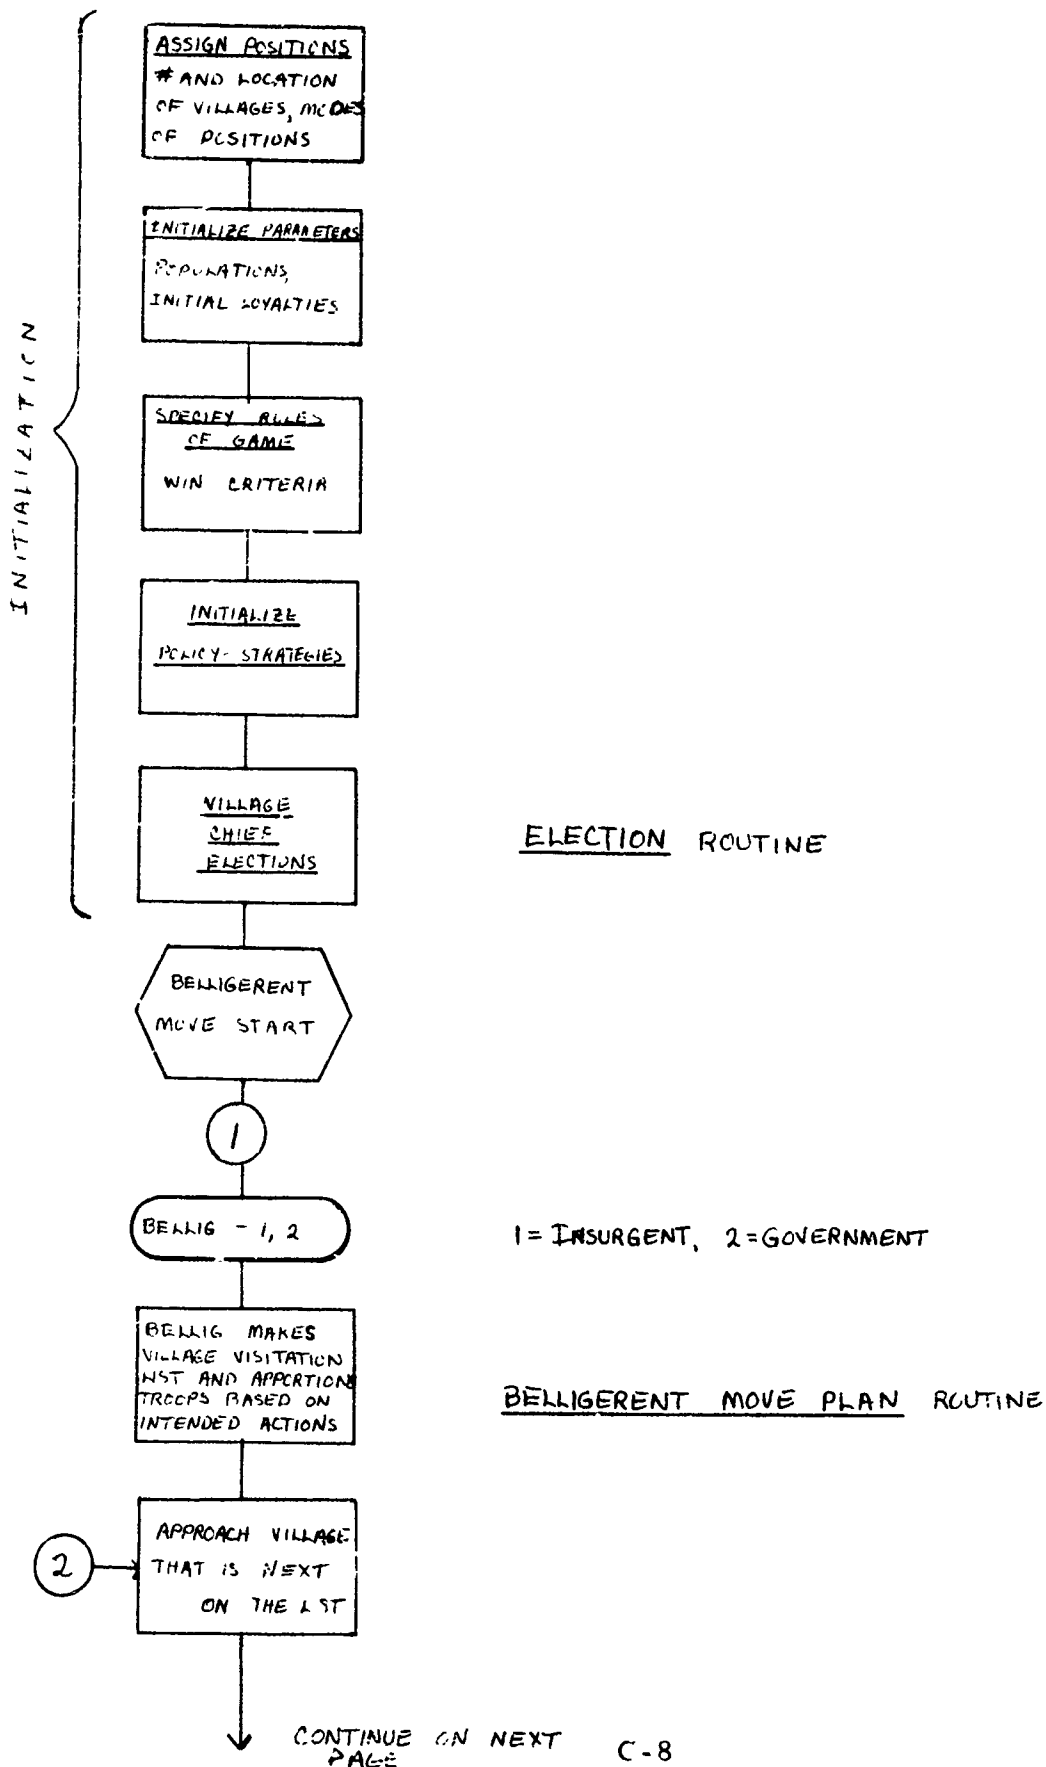 ASSIGN POSITIONS
# AND LOCATION
OF VILLAGES, MODES
OF POSITIONS
INITIALIZE PARAMETERS
POPULATIONS,
INITIAL LOYALTIES
INITIALIZATION
SPECIFY RULES
OF GAME
WIN CRITERIA
INITIALIZE
POLICY-STRATEGIES
VILLAGE
CHIEF
ELECTIONS
ELECTION ROUTINE
BELLIGERENT
MOVE START
1
BELLIG - 1, 2
1 = INSURGENT, 2 = GOVERNMENT
BELLIG MAKES
VILLAGE VISITATION
LIST AND APPORTIONS
TROOPS BASED ON
INTENDED ACTIONS
BELLIGERENT MOVE PLAN ROUTINE
2
APPROACH VILLAGE
THAT IS NEXT
ON THE LIST
CONTINUE ON NEXT
PAGE
C-8